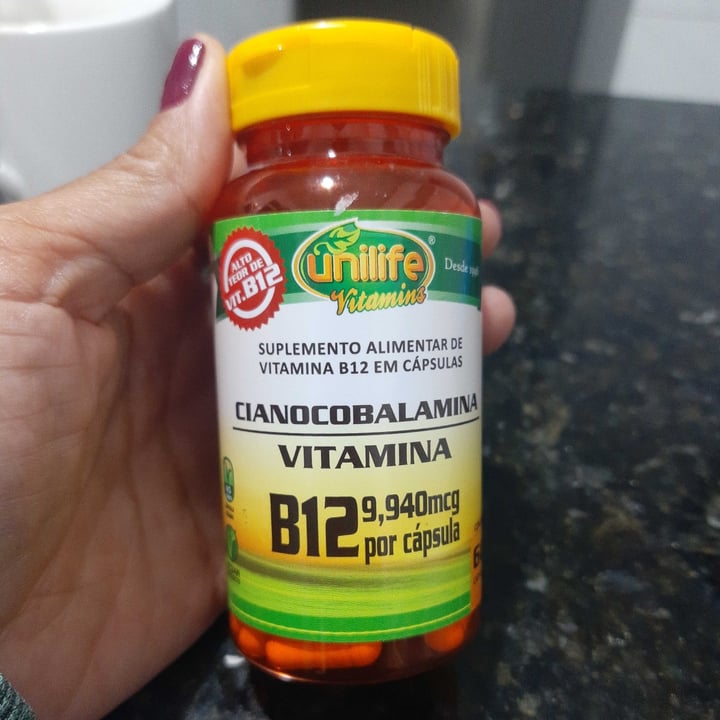 ALTO
TEOR DE
VIT.B12
unilife®
Vitamins
Desde 1996
SUPLEMENTO ALIMENTAR DE
VITAMINA B12 EM CÁPSULAS
CIANOCOBALAMINA
VITAMINA
B12 9,940mcg
por cápsula